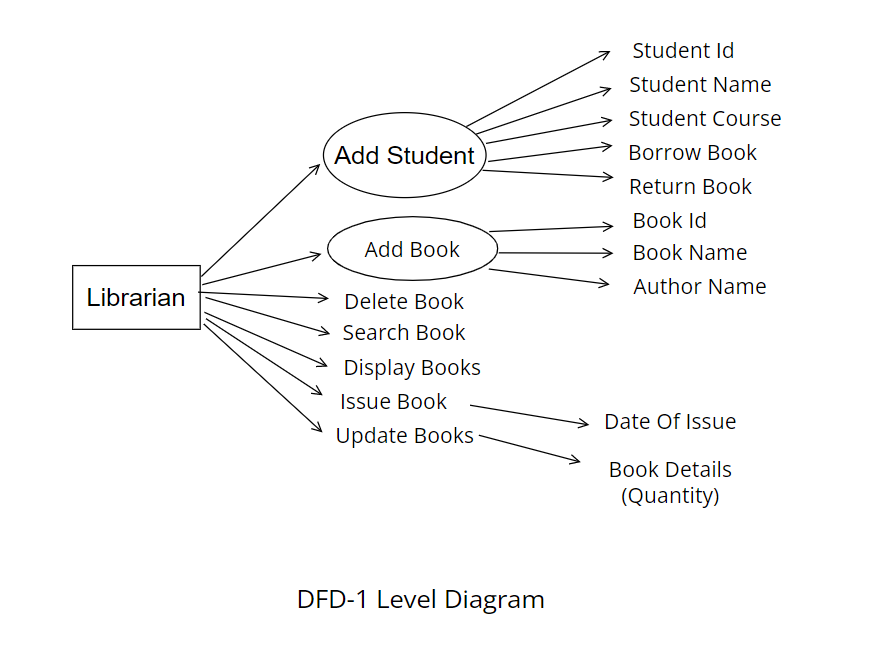 Student Id
Student Name
Student Course
Add Student
Borrow Book
Return Book
Book Id
Add Book
Book Name
Author Name
Librarian
Delete Book
Search Book
Display Books
Issue Book
Date Of Issue
Update Books
Book Details
(Quantity)
DFD-1 Level Diagram